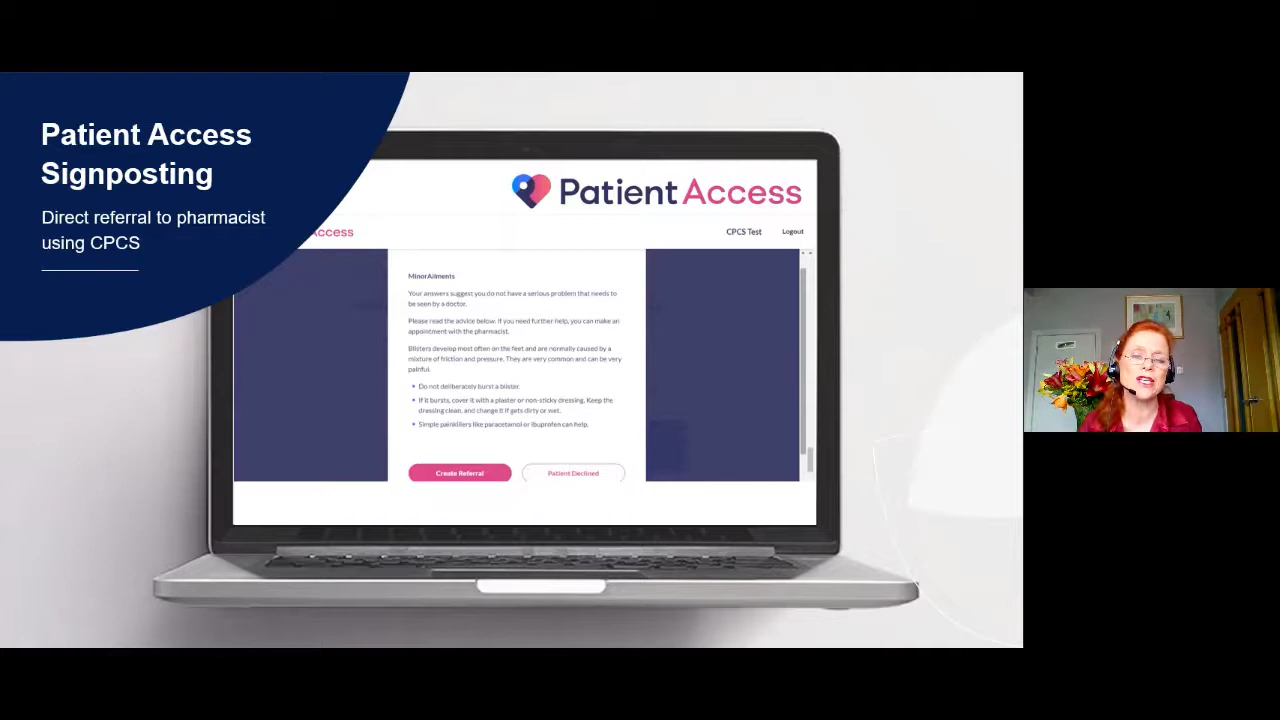 Patient Access
Signposting
Direct referral to pharmacist
using CPCS
Patient Access
Access
CPCS Test
Logout
MinorAilments
Your answers suggest you do not have a serious problem that needs to
be seen by a doctor.
Please read the advice below. If you need further help, you can make an
appointment with the pharmacist.
Blisters develop most often on the feet and are normally caused by a
mixture of friction and pressure. They are very common and can be very
painful.
• Do not deliberately burst a blister.
• If it bursts, cover it with a plaster or non-sticky dressing. Keep the
dressing clean, and change it if gets dirty or wet.
• Simple painkillers like paracetamol or ibuprofen can help.
Create Referral
Patient Declined